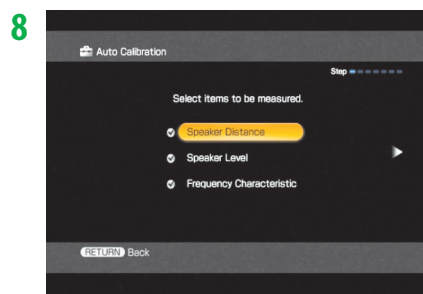 8
Auto Calibration
Step
Select items to be measured.
Speaker Distance
Speaker Level
Frequency Characteristic
RETURN Back